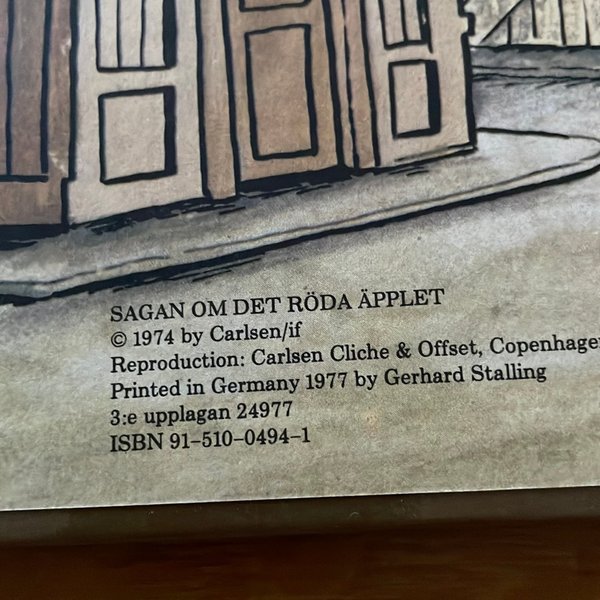 SAGAN OM DET RÖDA ÄPPLET
© 1974 by Carlsen/if
Reproduction: Carlsen Cliche & Offset, Copenhage
Printed in Germany 1977 by Gerhard Stalling
3:e upplagan 24977
ISBN 91–510–0494–1